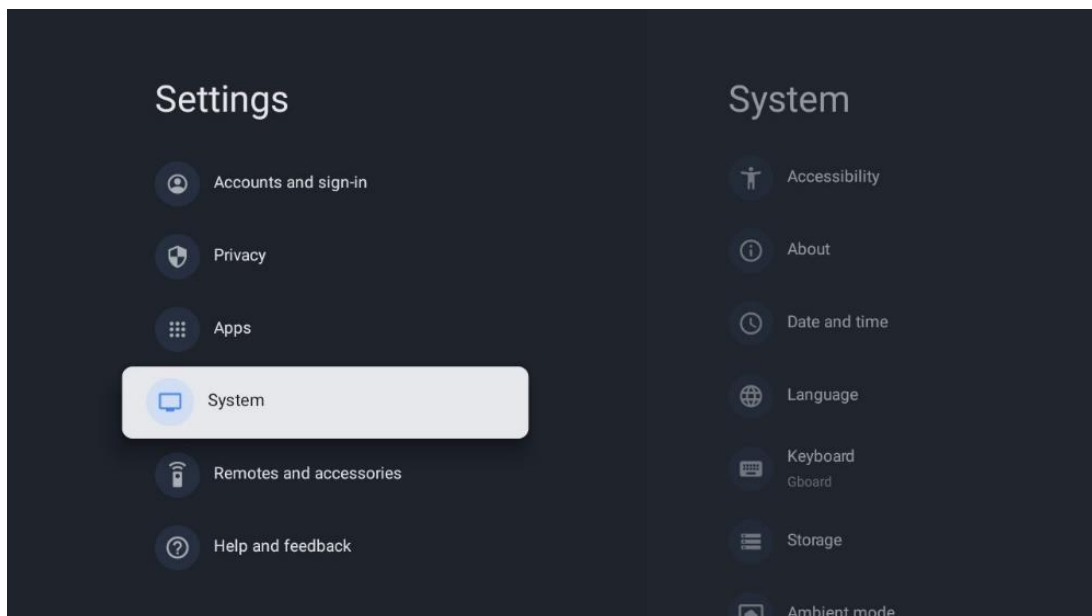 Settings
Accounts and sign-in
Privacy
Apps
System
Remotes and accessories
Help and feedback
System
Accessibility
About
Date and time
Language
Keyboard
Gboard
Storage
Ambient mode